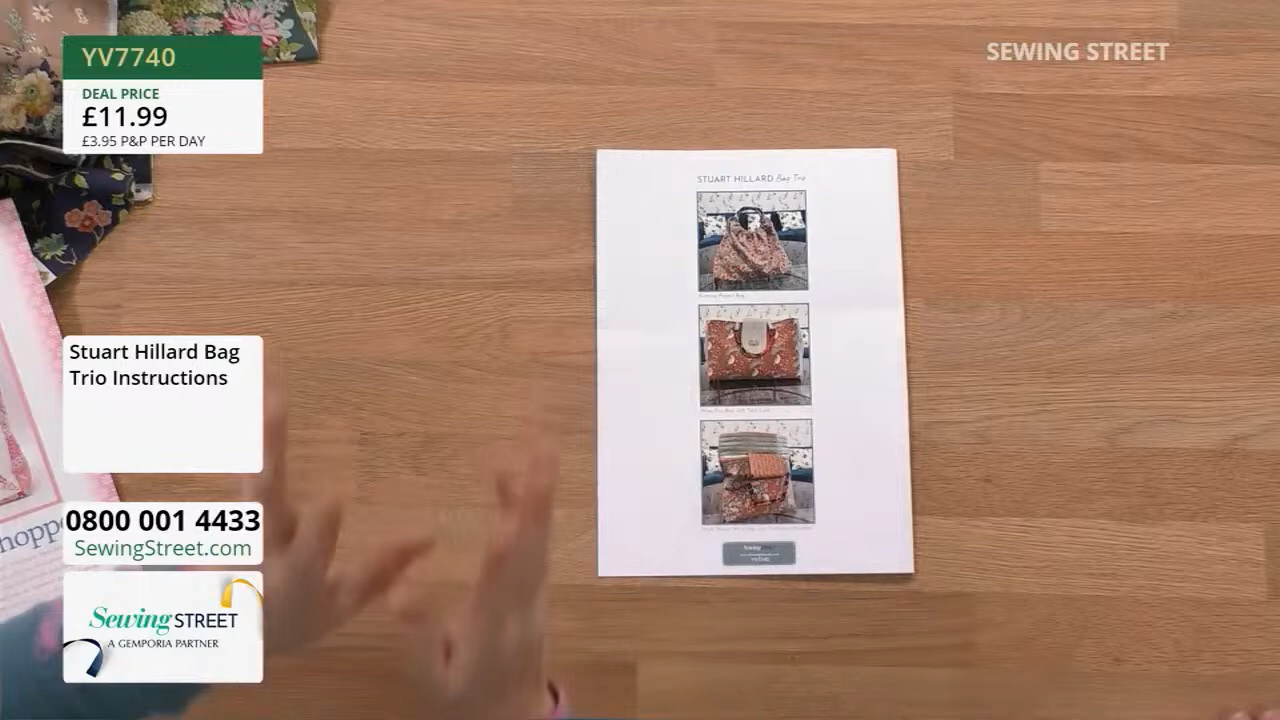 YV7740
DEAL PRICE
£11.99
£3.95 P&P PER DAY
SEWING STREET
STUART HILLARD Bag Trio
Stuart Hillard Bag
Trio Instructions
0800 001 4433
SewingStreet.com
Sewing STREET
A GEMPORIA PARTNER
hoppe